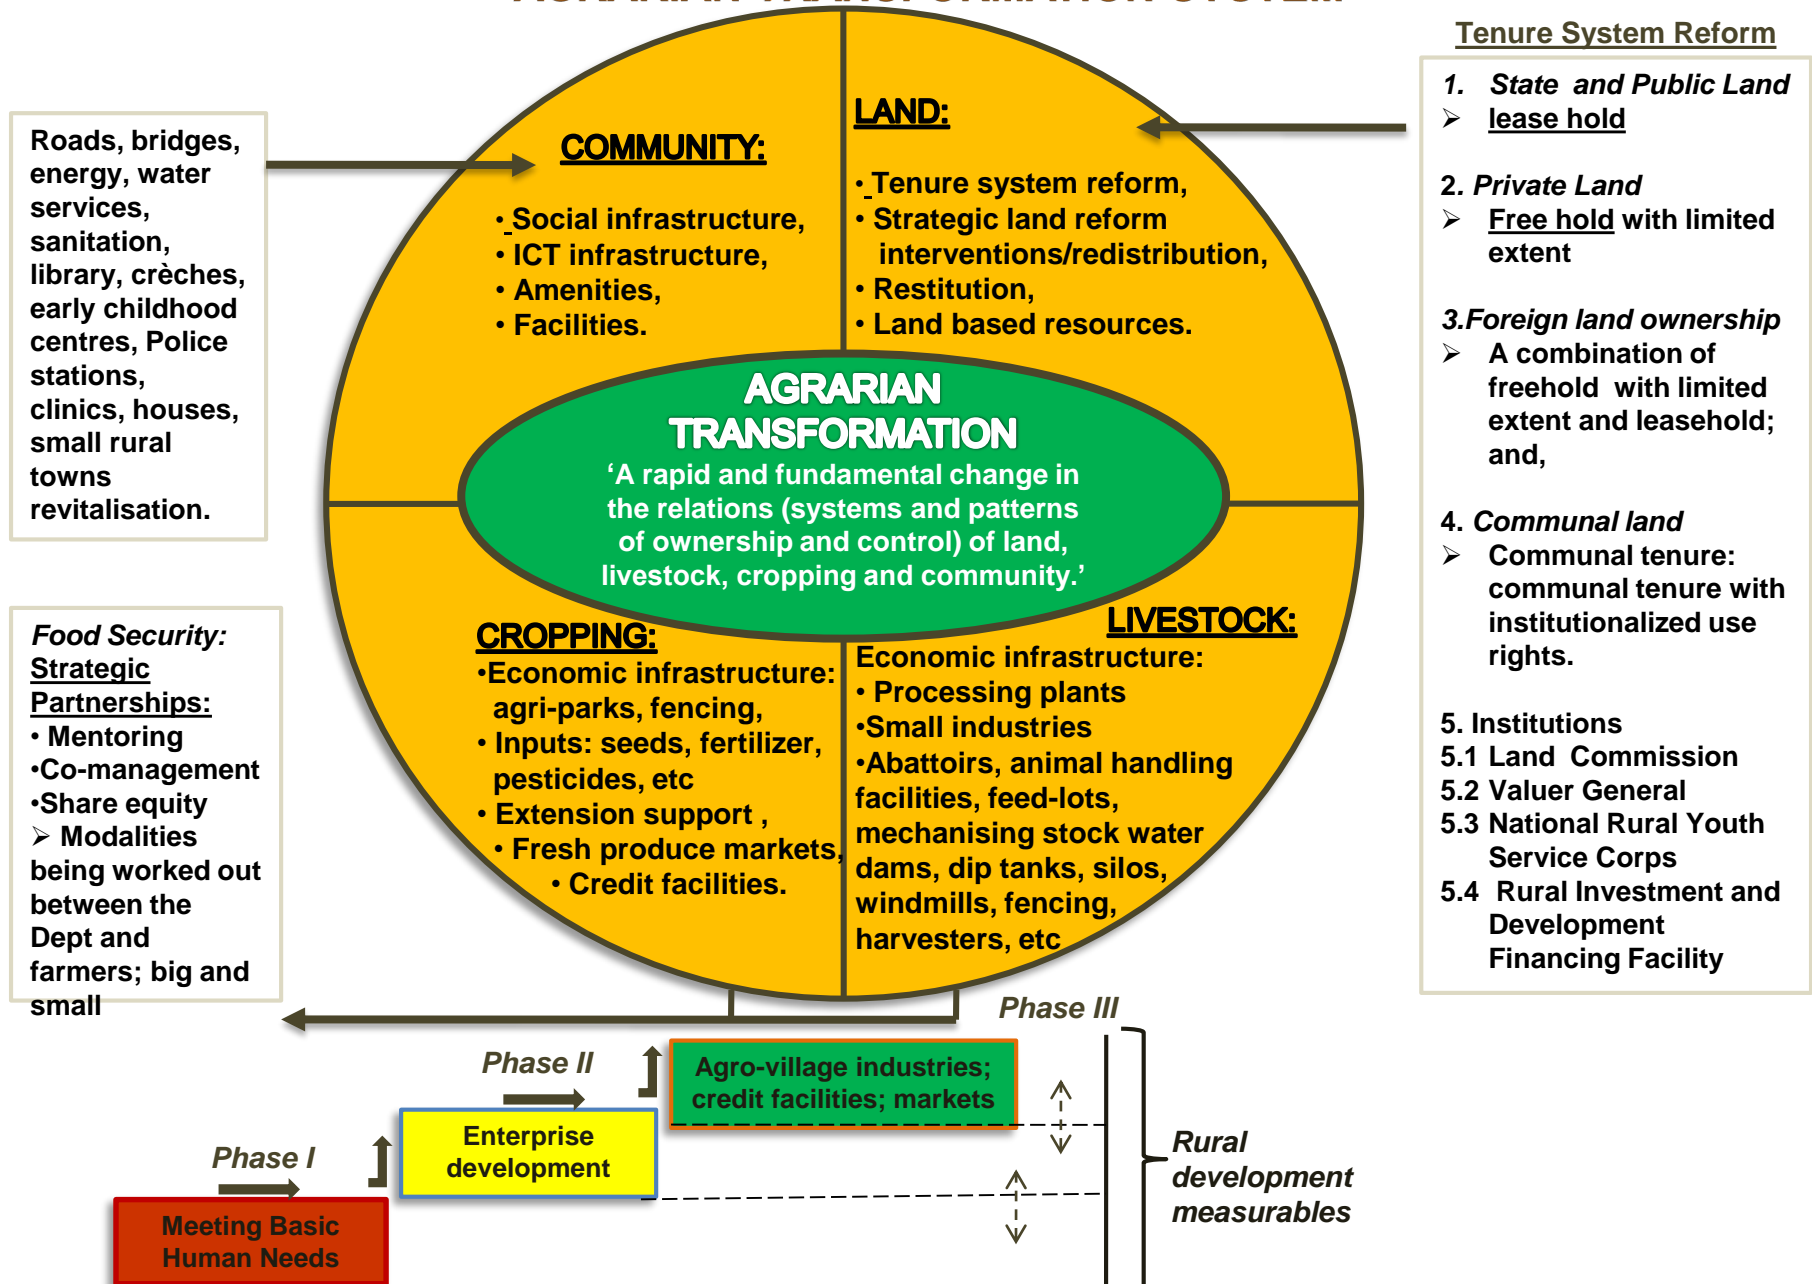 AGRARIAN TRANSFORMATION SYSTEM
Roads, bridges,
energy, water
services,
sanitation,
library, crèches,
early childhood
centres, Police
stations,
clinics, houses,
small rural
towns
revitalisation.
COMMUNITY:
• Social infrastructure,
• ICT infrastructure,
• Amenities,
• Facilities.
LAND:
• Tenure system reform,
• Strategic land reform
interventions/redistribution,
• Restitution,
• Land based resources.
AGRARIAN
TRANSFORMATION
‘A rapid and fundamental change in
the relations (systems and patterns
of ownership and control) of land,
livestock, cropping and community.’
CROPPING:
•Economic infrastructure:
agri-parks, fencing,
• Inputs: seeds, fertilizer,
pesticides, etc
• Extension support ,
• Fresh produce markets,
• Credit facilities.
LIVESTOCK:
Economic infrastructure:
• Processing plants
•Small industries
•Abattoirs, animal handling
facilities, feed-lots,
mechanising stock water
dams, dip tanks, silos,
windmills, fencing,
harvesters, etc
Tenure System Reform
1. State and Public Land
➢ lease hold
2. Private Land
➢ Free hold with limited
extent
3.Foreign land ownership
➢ A combination of
freehold with limited
extent and leasehold;
and,
4. Communal land
➢ Communal tenure:
communal tenure with
institutionalized use
rights.
5. Institutions
5.1 Land Commission
5.2 Valuer General
5.3 National Rural Youth
Service Corps
5.4 Rural Investment and
Development
Financing Facility
Food Security:
Strategic
Partnerships:
• Mentoring
•Co-management
•Share equity
➢ Modalities
being worked out
between the
Dept and
farmers; big and
small
Phase III
Phase II
Agro-village industries;
credit facilities; markets
Phase I
Enterprise
development
Meeting Basic
Human Needs
Rural
development
measurables